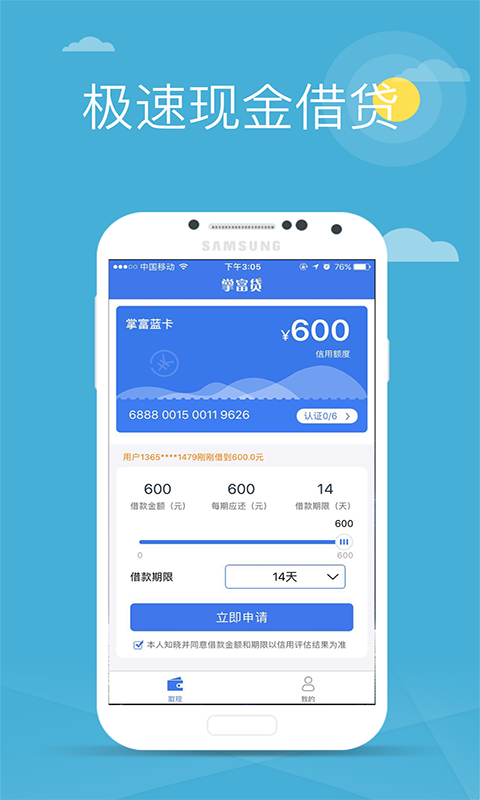 极速现金借贷
SAMSUNG
中国移动 下午3:05 76%
掌富贷
掌富蓝卡
¥600
信用额度
6888 0015 0011 9626
认证0/6
用户1365****1479刚刚借到600.0元
600 600 14
借款金额（元） 每期应还（元） 借款期限（天）
600
0 600
借款期限 14天
立即申请
本人知晓并同意借款金额和期限以信用评估结果为准
取现 我的